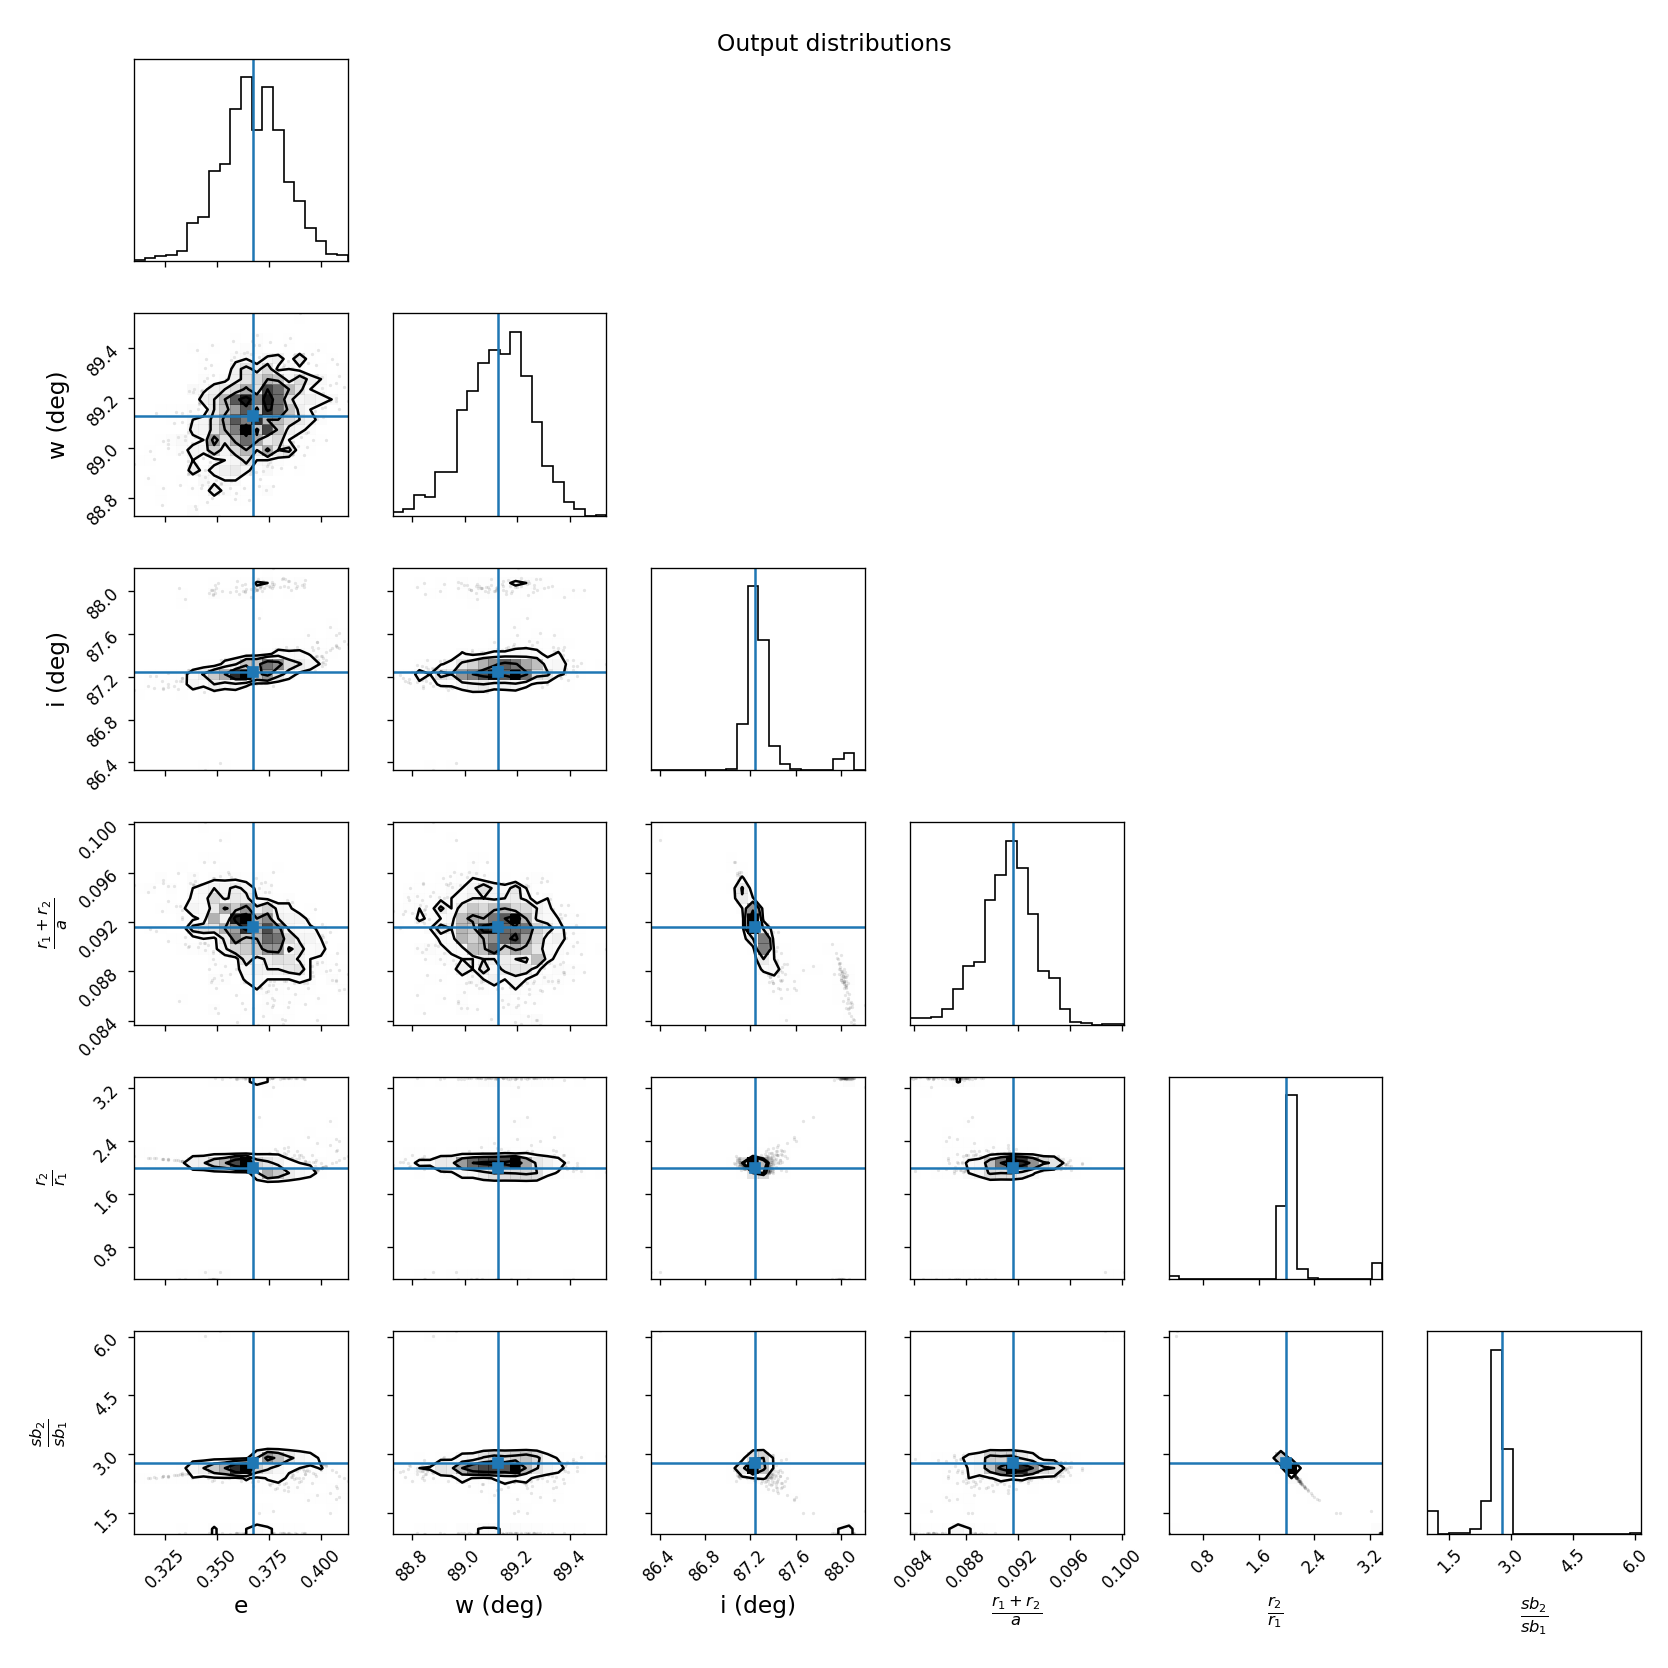 Output distributions
w (deg)
89.4
89.2
89.0
88.8
i (deg)
88.0
87.6
87.2
86.8
86.4
r₁ + r₂
a
0.100
0.096
0.092
0.088
0.084
r₂
r₁
3.2
2.4
1.6
0.8
sb₂
sb₁
6.0
4.5
3.0
1.5
0.325 0.350 0.375 0.400 88.8 89.0 89.2 89.4 86.4 86.8 87.2 87.6 88.0 0.084 0.088 0.092 0.096 0.100 0.8 1.6 2.4 3.2 1.5 3.0 4.5 6.0
e w (deg) i (deg) r₁ + r₂ r₂ sb₂
a r₁ sb₁